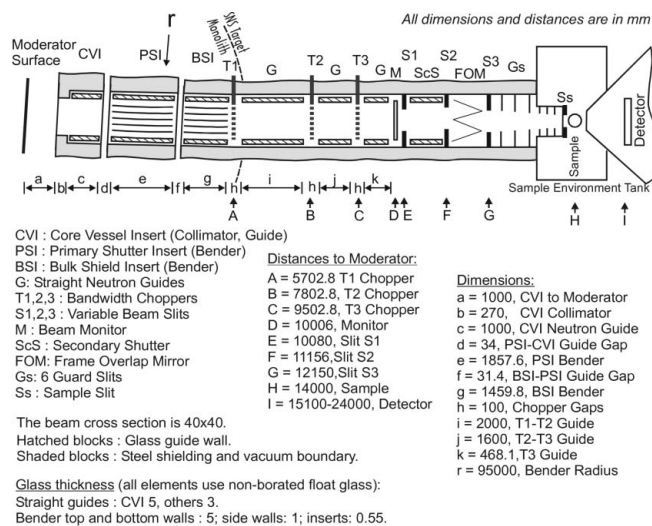 r
All dimensions and distances are in mm
SNS Target
Monolith
Moderator
Surface
CVI
PSI
BSI
T1
G
T2
G
T3
G
M
S1
ScS
S2
FOM
S3
Gs
Ss
Sample
Detector
Sample Environment Tank
a
b
c
d
e
f
g
h
i
h
j
h
k
A
B
C
D
E
F
G
H
I
CVI : Core Vessel Insert (Collimator, Guide)
PSI : Primary Shutter Insert (Bender)
BSI : Bulk Shield Insert (Bender)
G: Straight Neutron Guides
T1,2,3 : Bandwidth Choppers
S1,2,3 : Variable Beam Slits
M : Beam Monitor
ScS : Secondary Shutter
FOM: Frame Overlap Mirror
Gs: 6 Guard Slits
Ss : Sample Slit
Distances to Moderator:
A = 5702.8 T1 Chopper
B = 7802.8, T2 Chopper
C = 9502.8, T3 Chopper
D = 10006, Monitor
E = 10080, Slit S1
F = 11156,Slit S2
G = 12150,Slit S3
H = 14000, Sample
I = 15100-24000, Detector
Dimensions:
a = 1000, CVI to Moderator
b = 270, CVI Collimator
c = 1000, CVI Neutron Guide
d = 34, PSI-CVI Guide Gap
e = 1857.6, PSI Bender
f = 31.4, BSI-PSI Guide Gap
g = 1459.8, BSI Bender
h = 100, Chopper Gaps
i = 2000, T1-T2 Guide
j = 1600, T2-T3 Guide
k = 468.1,T3 Guide
r = 95000, Bender Radius
The beam cross section is 40x40.
Hatched blocks : Glass guide wall.
Shaded blocks : Steel shielding and vacuum boundary.
Glass thickness (all elements use non-borated float glass):
Straight guides : CVI 5, others 3.
Bender top and bottom walls : 5; side walls: 1; inserts: 0.55.